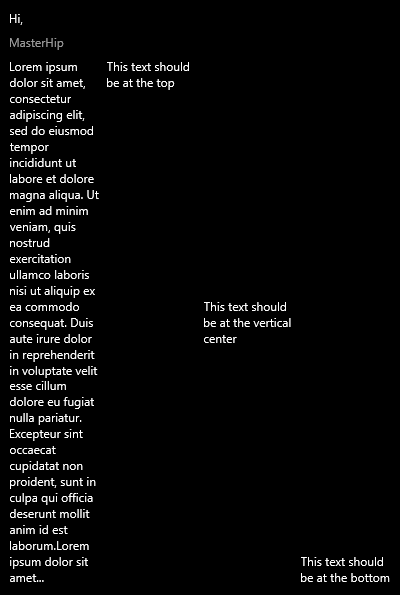 Hi,
MasterHip
Lorem ipsum
dolor sit amet,
consectetur
adipiscing elit,
sed do eiusmod
tempor
incididunt ut
labore et dolore
magna aliqua. Ut
enim ad minim
veniam, quis
nostrud
exercitation
ullamco laboris
nisi ut aliquip ex
ea commodo
consequat. Duis
aute irure dolor
in reprehenderit
in voluptate velit
esse cillum
dolore eu fugiat
nulla pariatur.
Excepteur sint
occaecat
cupidatat non
proident, sunt in
culpa qui officia
deserunt mollit
anim id est
laborum.Lorem
ipsum dolor sit
amet...
This text should
be at the top
This text should
be at the vertical
center
This text should
be at the bottom